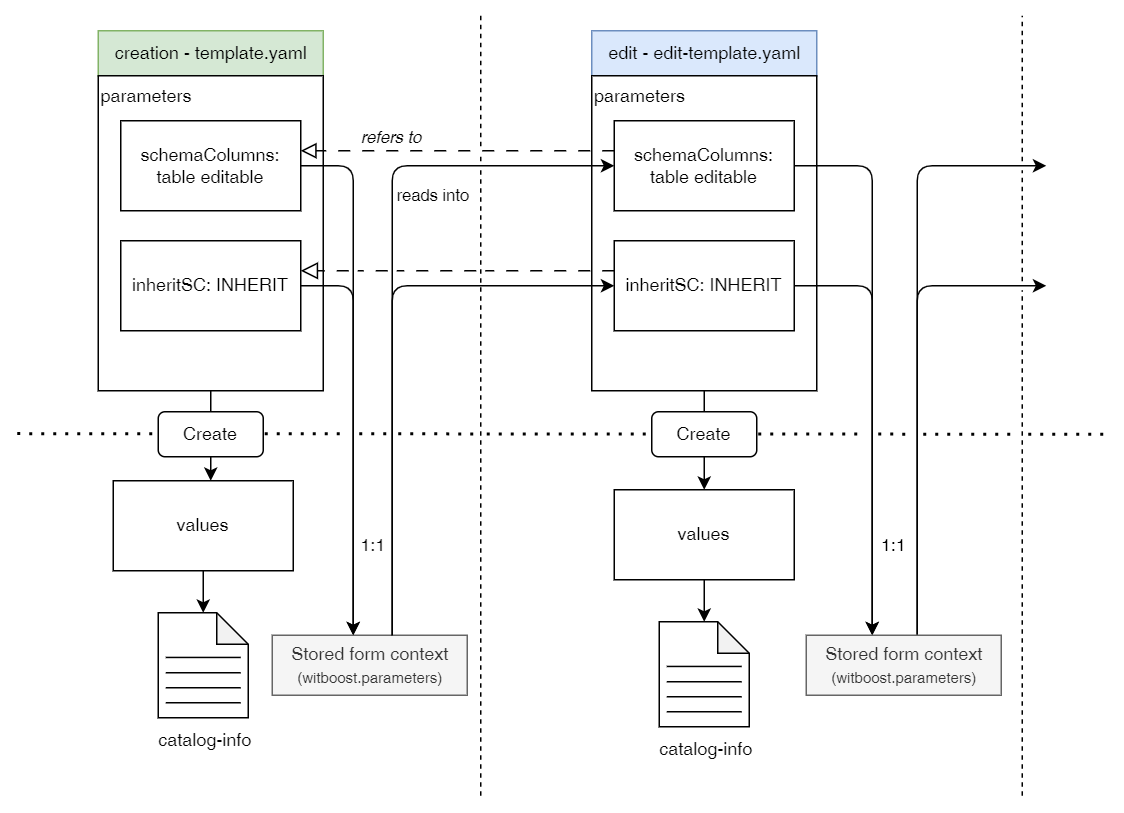 creation - template.yaml
parameters
schemaColumns:
table editable
inheritSC: INHERIT
refers to
reads into
edit - edit-template.yaml
parameters
schemaColumns:
table editable
inheritSC: INHERIT
Create
values
1:1
Stored form context
(witboost.parameters)
catalog-info
Create
values
1:1
Stored form context
(witboost.parameters)
catalog-info